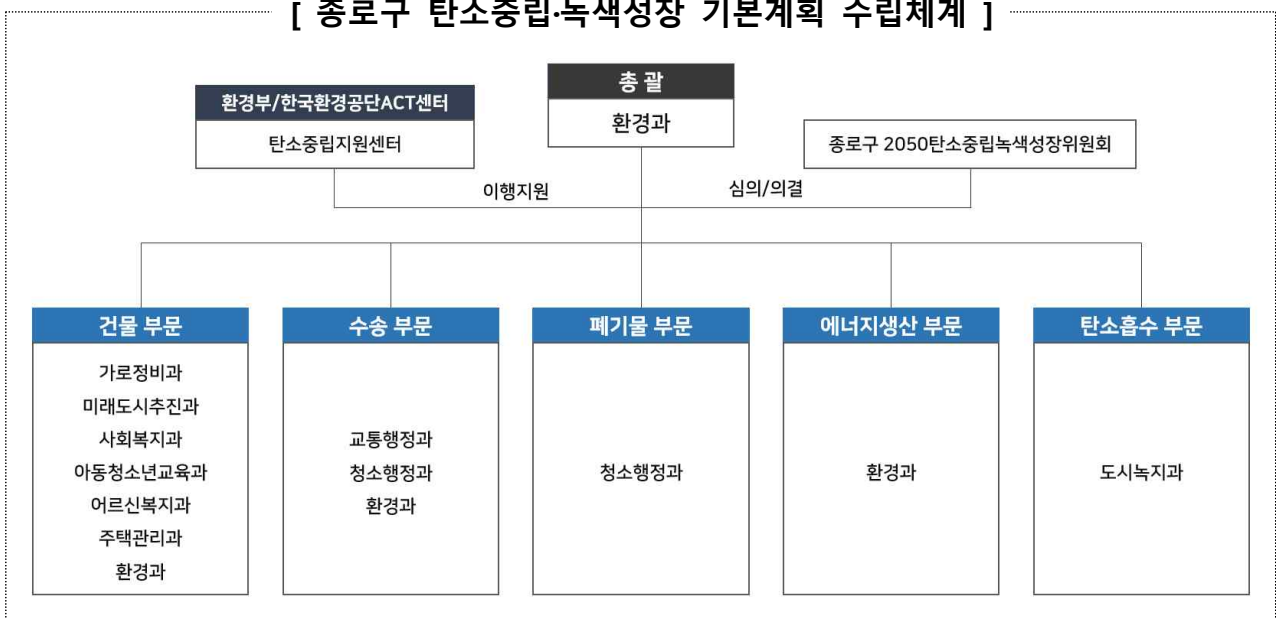 [ 종로구 탄소중립·녹색성장 기본계획 수립체계 ]
총 괄
환경과
환경부/한국환경공단ACT센터
탄소중립지원센터
종로구 2050탄소중립녹색성장위원회
이행지원
심의/의결
건물 부문
가로정비과
미래도시추진과
사회복지과
아동청소년교육과
어르신복지과
주택관리과
환경과
수송 부문
교통행정과
청소행정과
환경과
폐기물 부문
청소행정과
에너지생산 부문
환경과
탄소흡수 부문
도시녹지과